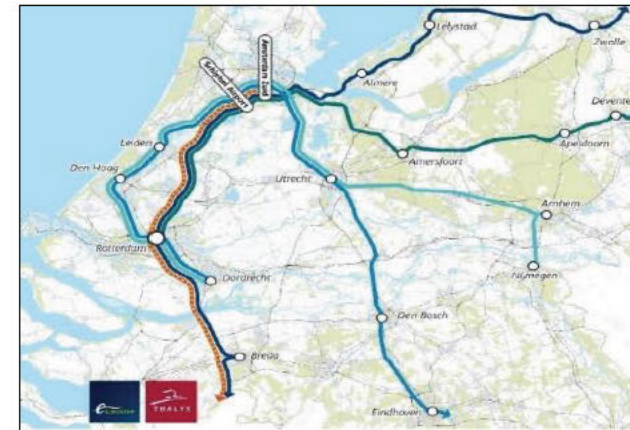 Lelystad
Zwolle
Almere
Amsterdam Zuid
Schiphol Airport
Deventer
Apeldoorn
Amersfoort
Leiden
Den Haag
Utrecht
Arnhem
Rotterdam
Nijmegen
Dordrecht
Den Bosch
Breda
THALYS
Eindhoven